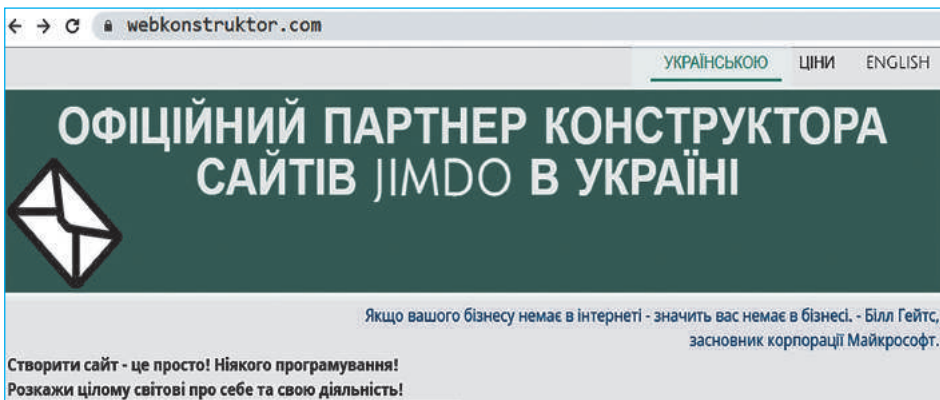 webkonstruktor.com
УКРАЇНСЬКОЮ ЦІНИ ENGLISH
ОФІЦІЙНИЙ ПАРТНЕР КОНСТРУКТОРА
САЙТІВ JIMDO В УКРАЇНІ
Якщо вашого бізнесу немає в інтернеті - значить вас немає в бізнесі. - Білл Гейтс,
засновник корпорації Майкрософт.
Створити сайт - це просто! Ніякого програмування!
Розкажи цілому світові про себе та свою діяльність!